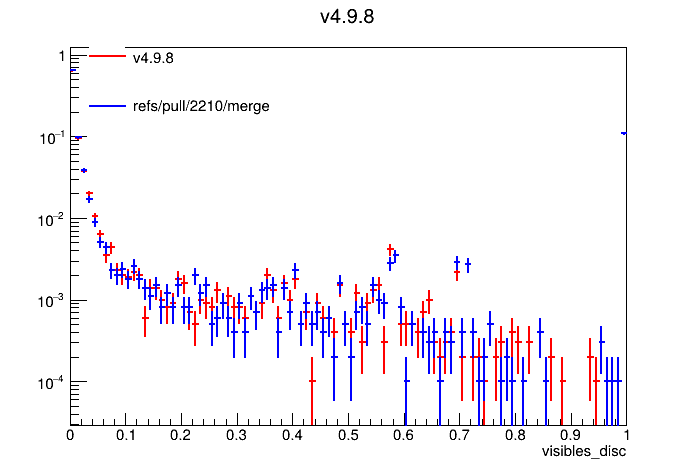 v4.9.8
1
v4.9.8
refs/pull/2210/merge
10⁻¹
10⁻²
10⁻³
10⁻⁴
0 0.1 0.2 0.3 0.4 0.5 0.6 0.7 0.8 0.9 1
visibles_disc